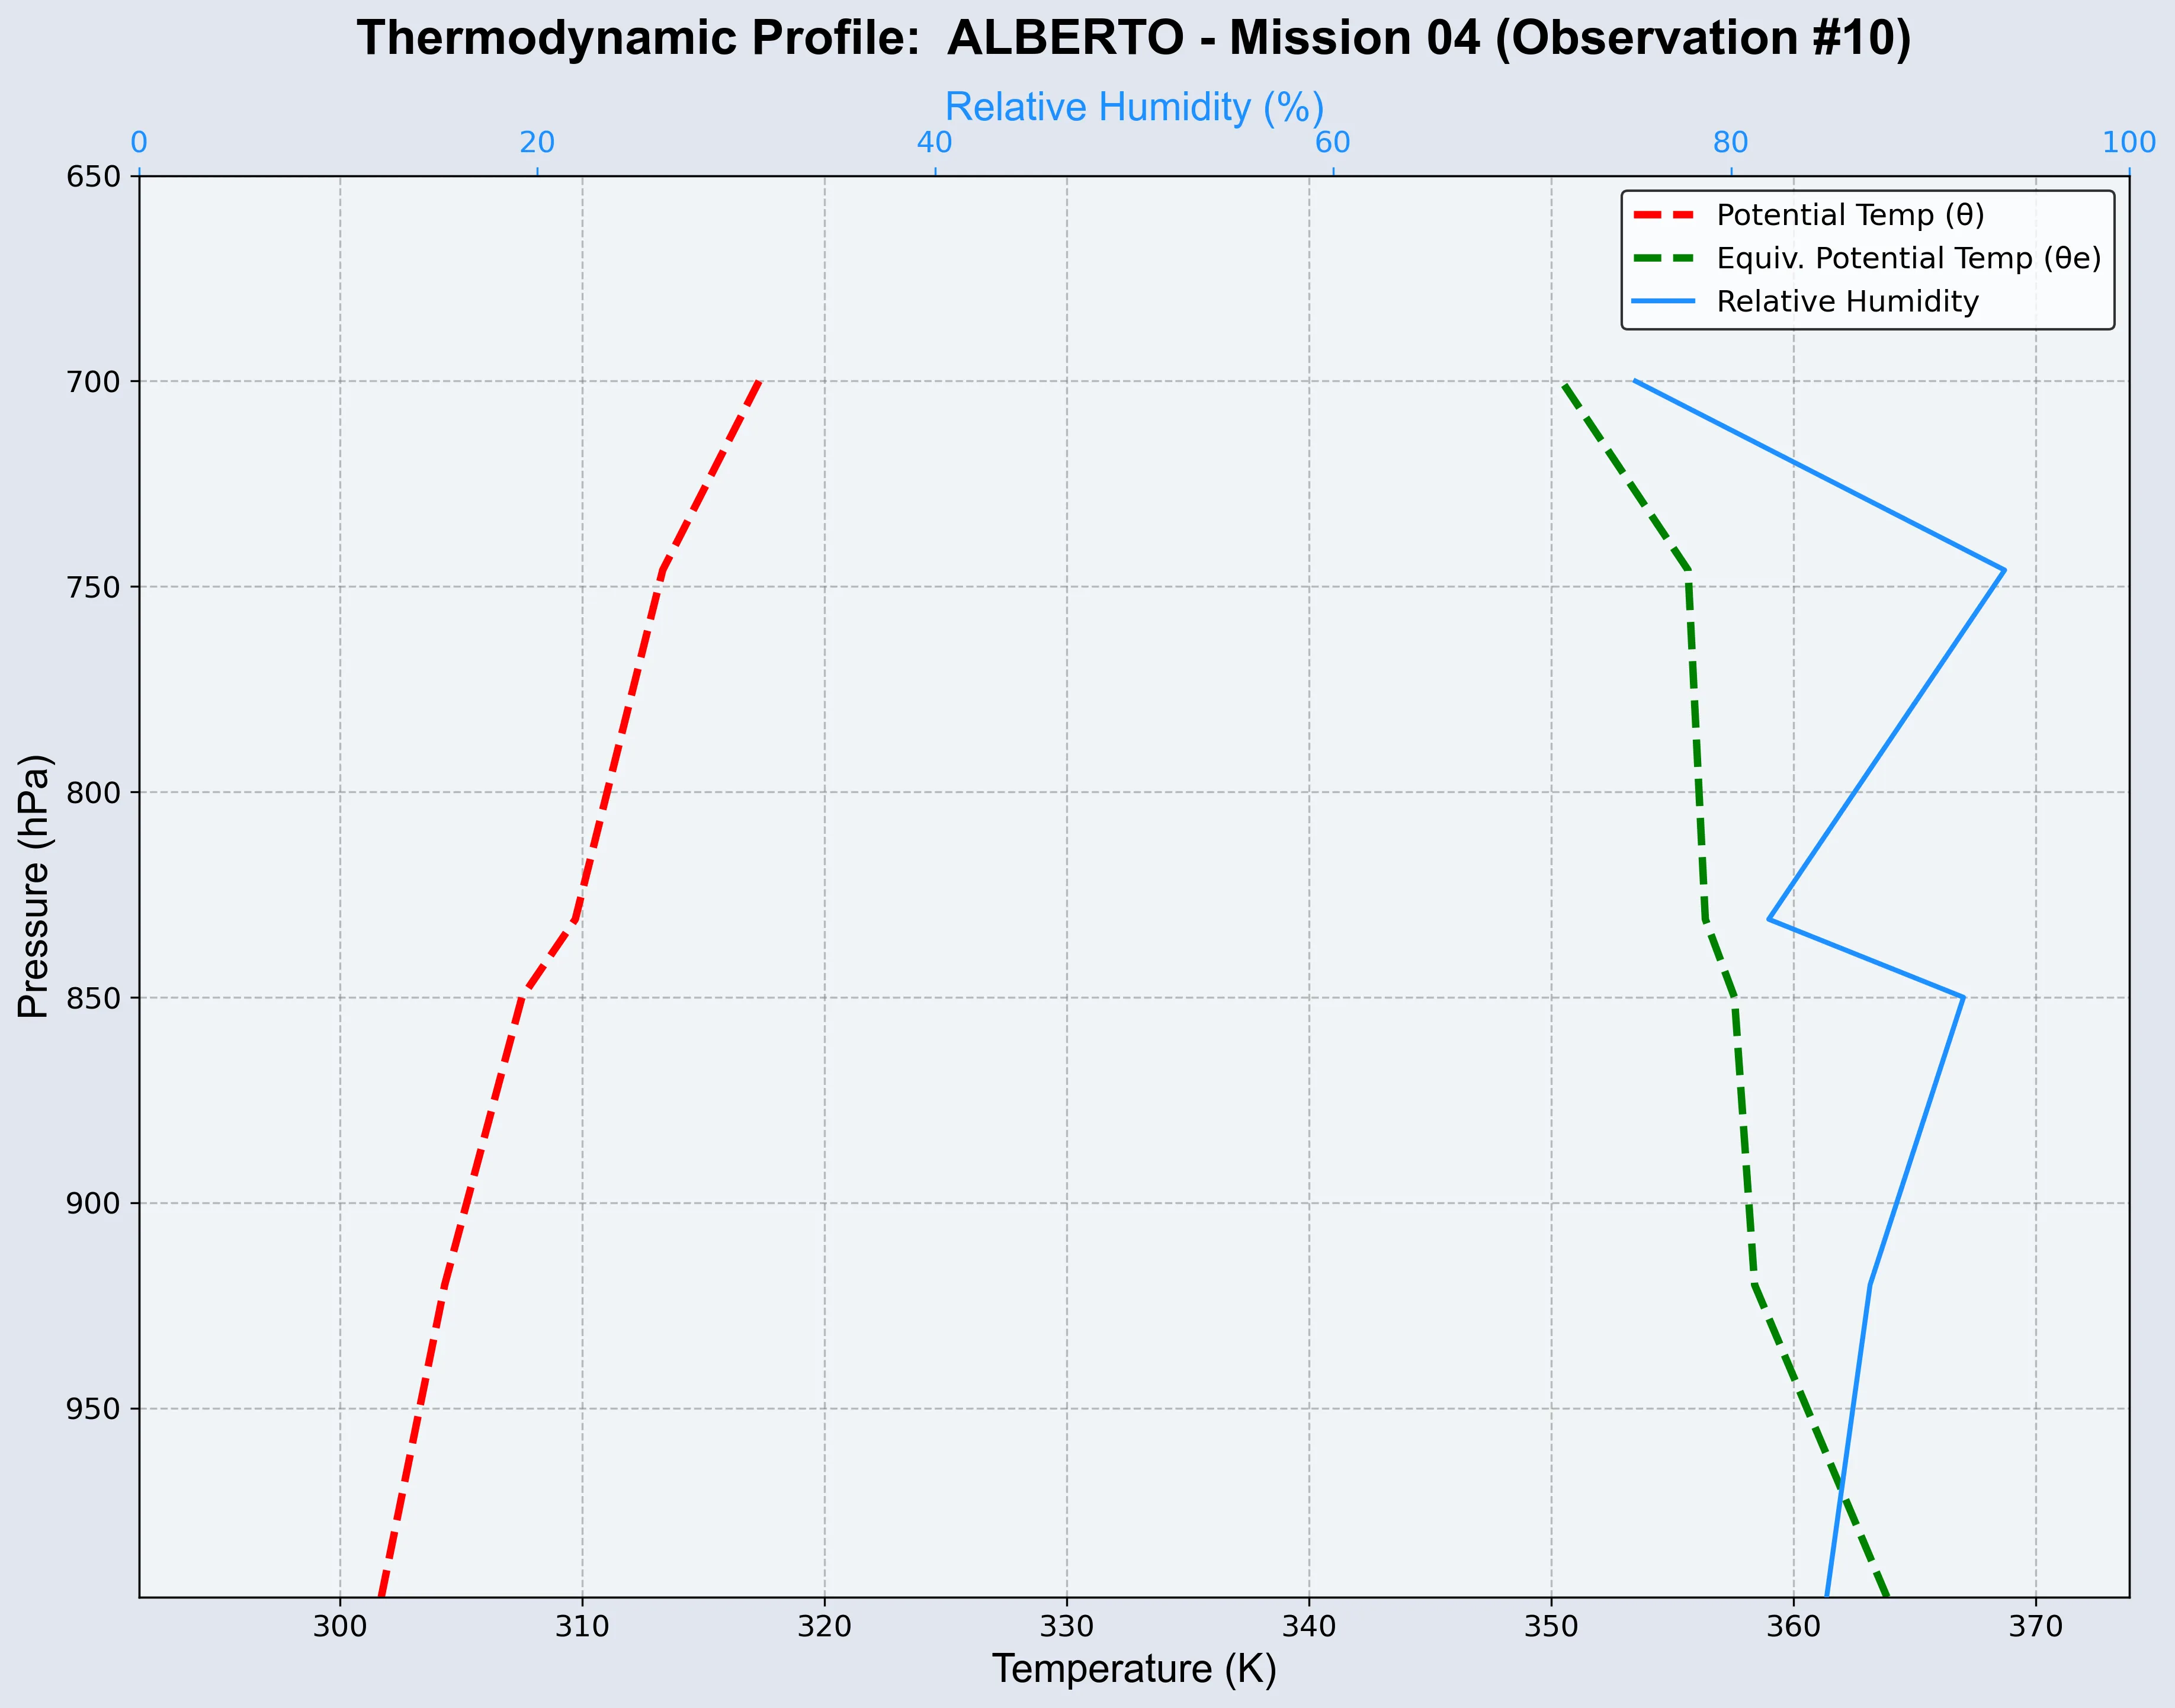 Thermodynamic Profile:  ALBERTO - Mission 04 (Observation #10)
Relative Humidity (%)
0 20 40 60 80 100
Potential Temp (θ)
Equiv. Potential Temp (θe)
Relative Humidity
650
700
750
800
850
900
950
Pressure (hPa)
300 310 320 330 340 350 360 370
Temperature (K)